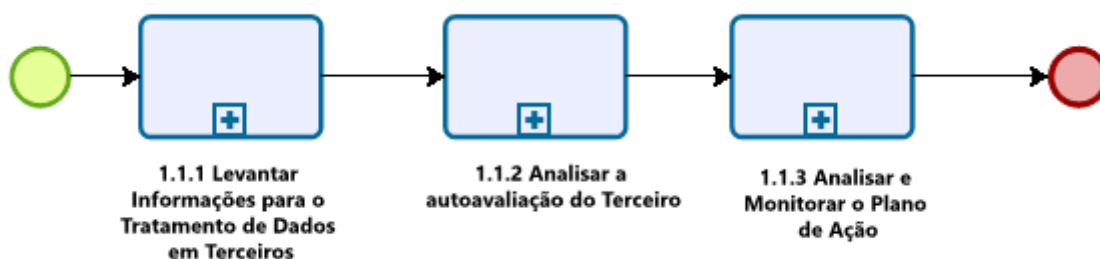 1.1.1 Levantar
Informações para o
Tratamento de Dados
em Terceiros
1.1.2 Analisar a
autoavaliação do Terceiro
1.1.3 Analisar e
Monitorar o Plano
de Ação